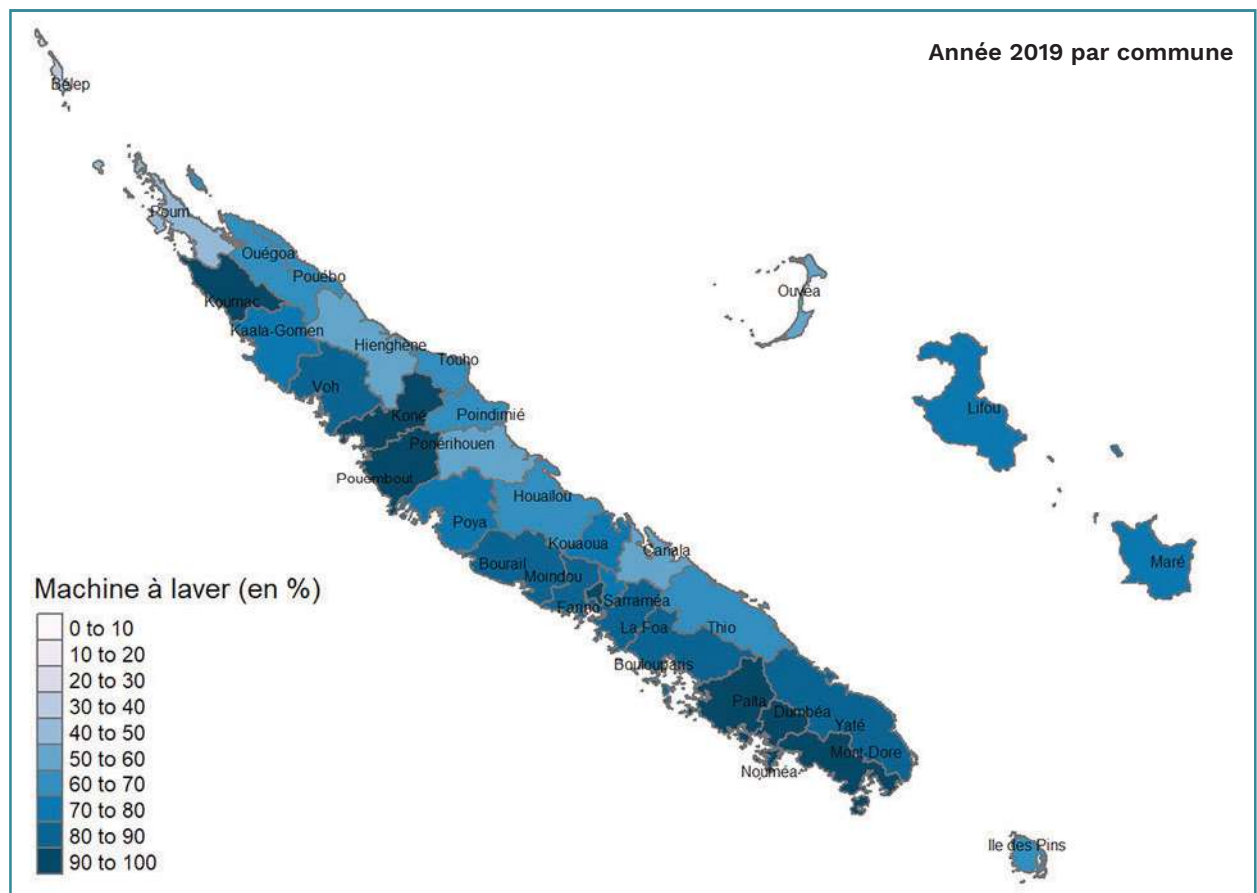 Année 2019 par commune
Bélep
Poum
Ouégoa
Pouébo
Ouvéa
Koumac
Kaala-Gomen
Hienghène
Touho
Voh
Lifou
Koné
Poindimié
Ponérihouen
Pouembout
Houaïlou
Poya
Kouaoua
Canala
Bourail
Maré
Moindou
Machine à laver (en %)
Sarraméa
Farino
La Foa
Thio
0 to 10
10 to 20
Bouloupari s
20 to 30
30 to 40
Païta
40 to 50
Dumbéa
Yaté
50 to 60
Mont-Dore
60 to 70
Nouméa
70 to 80
80 to 90
Ile des Pins
90 to 100